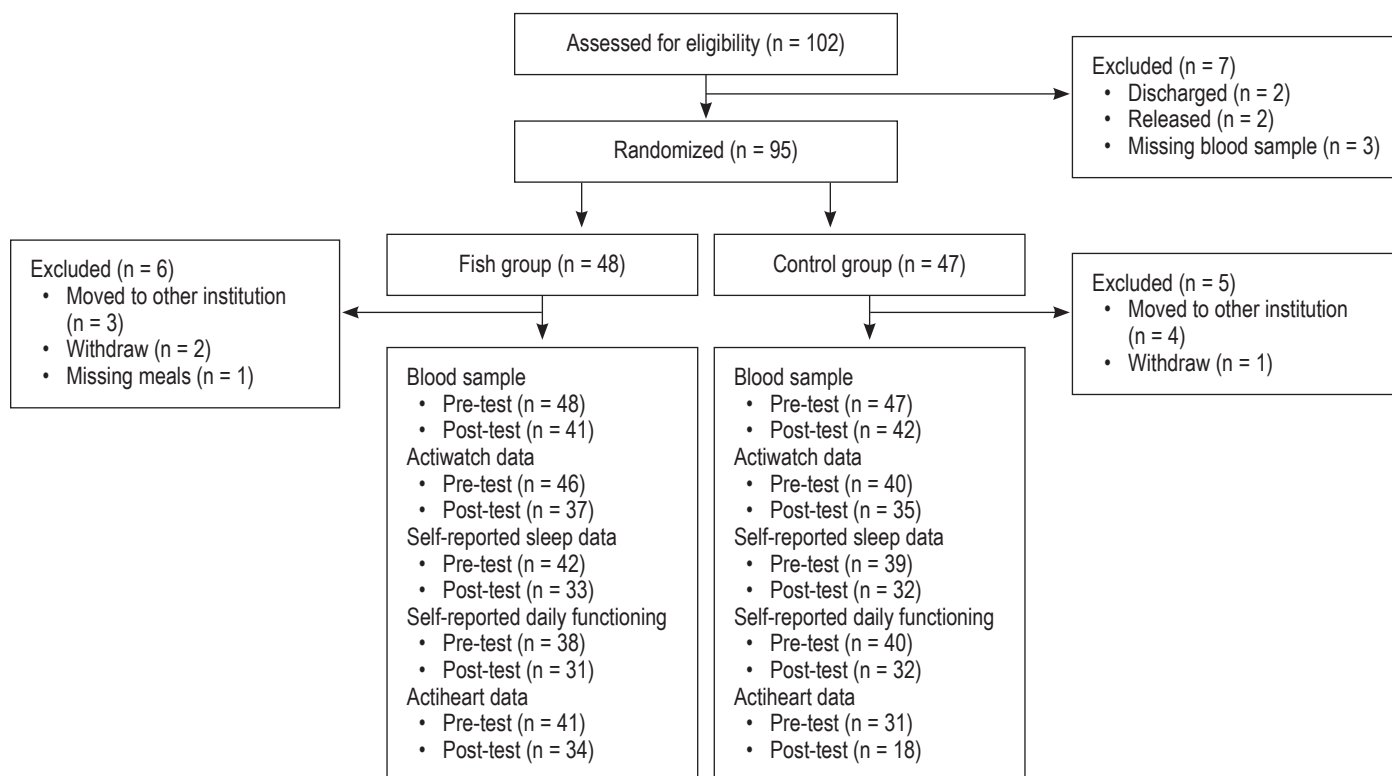 Assessed for eligibility (n = 102)
Excluded (n = 7)
• Discharged (n = 2)
• Released (n = 2)
• Missing blood sample (n = 3)
Randomized (n = 95)
Fish group (n = 48)
Control group (n = 47)
Excluded (n = 6)
• Moved to other institution
(n = 3)
• Withdraw (n = 2)
• Missing meals (n = 1)
Excluded (n = 5)
• Moved to other institution
(n = 4)
• Withdraw (n = 1)
Blood sample
• Pre-test (n = 48)
• Post-test (n = 41)
Actiwatch data
• Pre-test (n = 46)
• Post-test (n = 37)
Self-reported sleep data
• Pre-test (n = 42)
• Post-test (n = 33)
Self-reported daily functioning
• Pre-test (n = 38)
• Post-test (n = 31)
Actiheart data
• Pre-test (n = 41)
• Post-test (n = 34)
Blood sample
• Pre-test (n = 47)
• Post-test (n = 42)
Actiwatch data
• Pre-test (n = 40)
• Post-test (n = 35)
Self-reported sleep data
• Pre-test (n = 39)
• Post-test (n = 32)
Self-reported daily functioning
• Pre-test (n = 40)
• Post-test (n = 32)
Actiheart data
• Pre-test (n = 31)
• Post-test (n = 18)